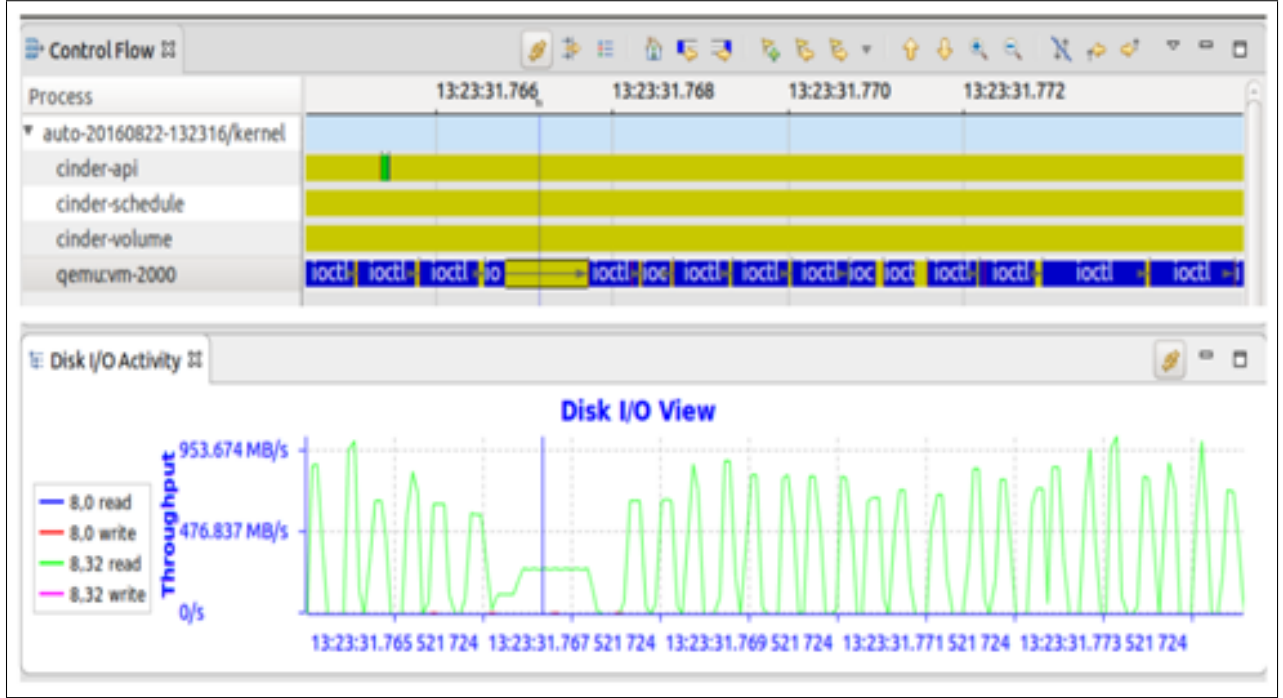 Control Flow
Process
13:23:31.766 13:23:31.768 13:23:31.770 13:23:31.772
auto-20160822-132316/kernel
cinder-api
cinder-schedule
cinder-volume
qemu:vm-2000 ioctl ioctl ioctl io ioctl ioc ioctl ioctl ioctl ioc ioct ioctl ioctl ioctl ioctl i
Disk I/O Activity
Disk I/O View
Throughput
953.674 MB/s
476.837 MB/s
0/s
8,0 read
8,0 write
8,32 read
8,32 write
13:23:31.765 521 724 13:23:31.767 521 724 13:23:31.769 521 724 13:23:31.771 521 724 13:23:31.773 521 724